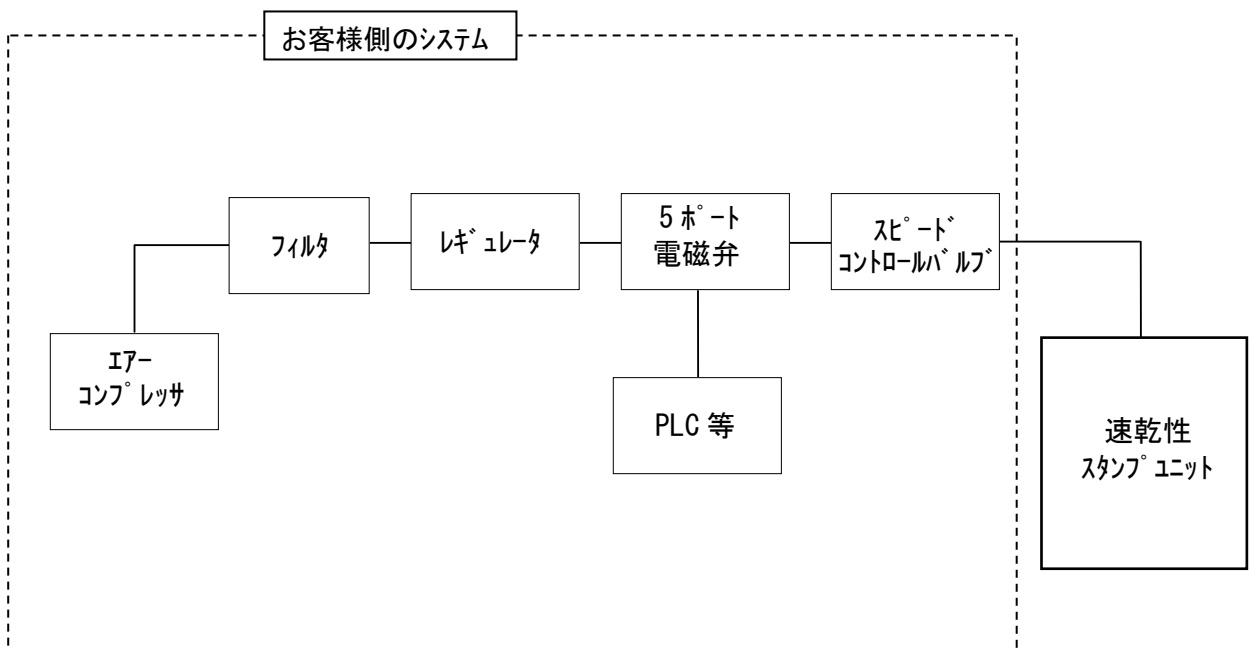 お客様側のｼｽﾃﾑ
ﾌｨﾙﾀ
ﾚｷﾞｭﾚｰﾀ
5ﾎﾟｰﾄ
電磁弁
ｽﾋﾟｰﾄﾞ
ｺﾝﾄﾛｰﾙﾊﾞﾙﾌﾞ
ｴｱｰ
ｺﾝﾌﾟﾚｯｻ
PLC等
速乾性
ｽﾀﾝﾌﾟﾕﾆｯﾄ